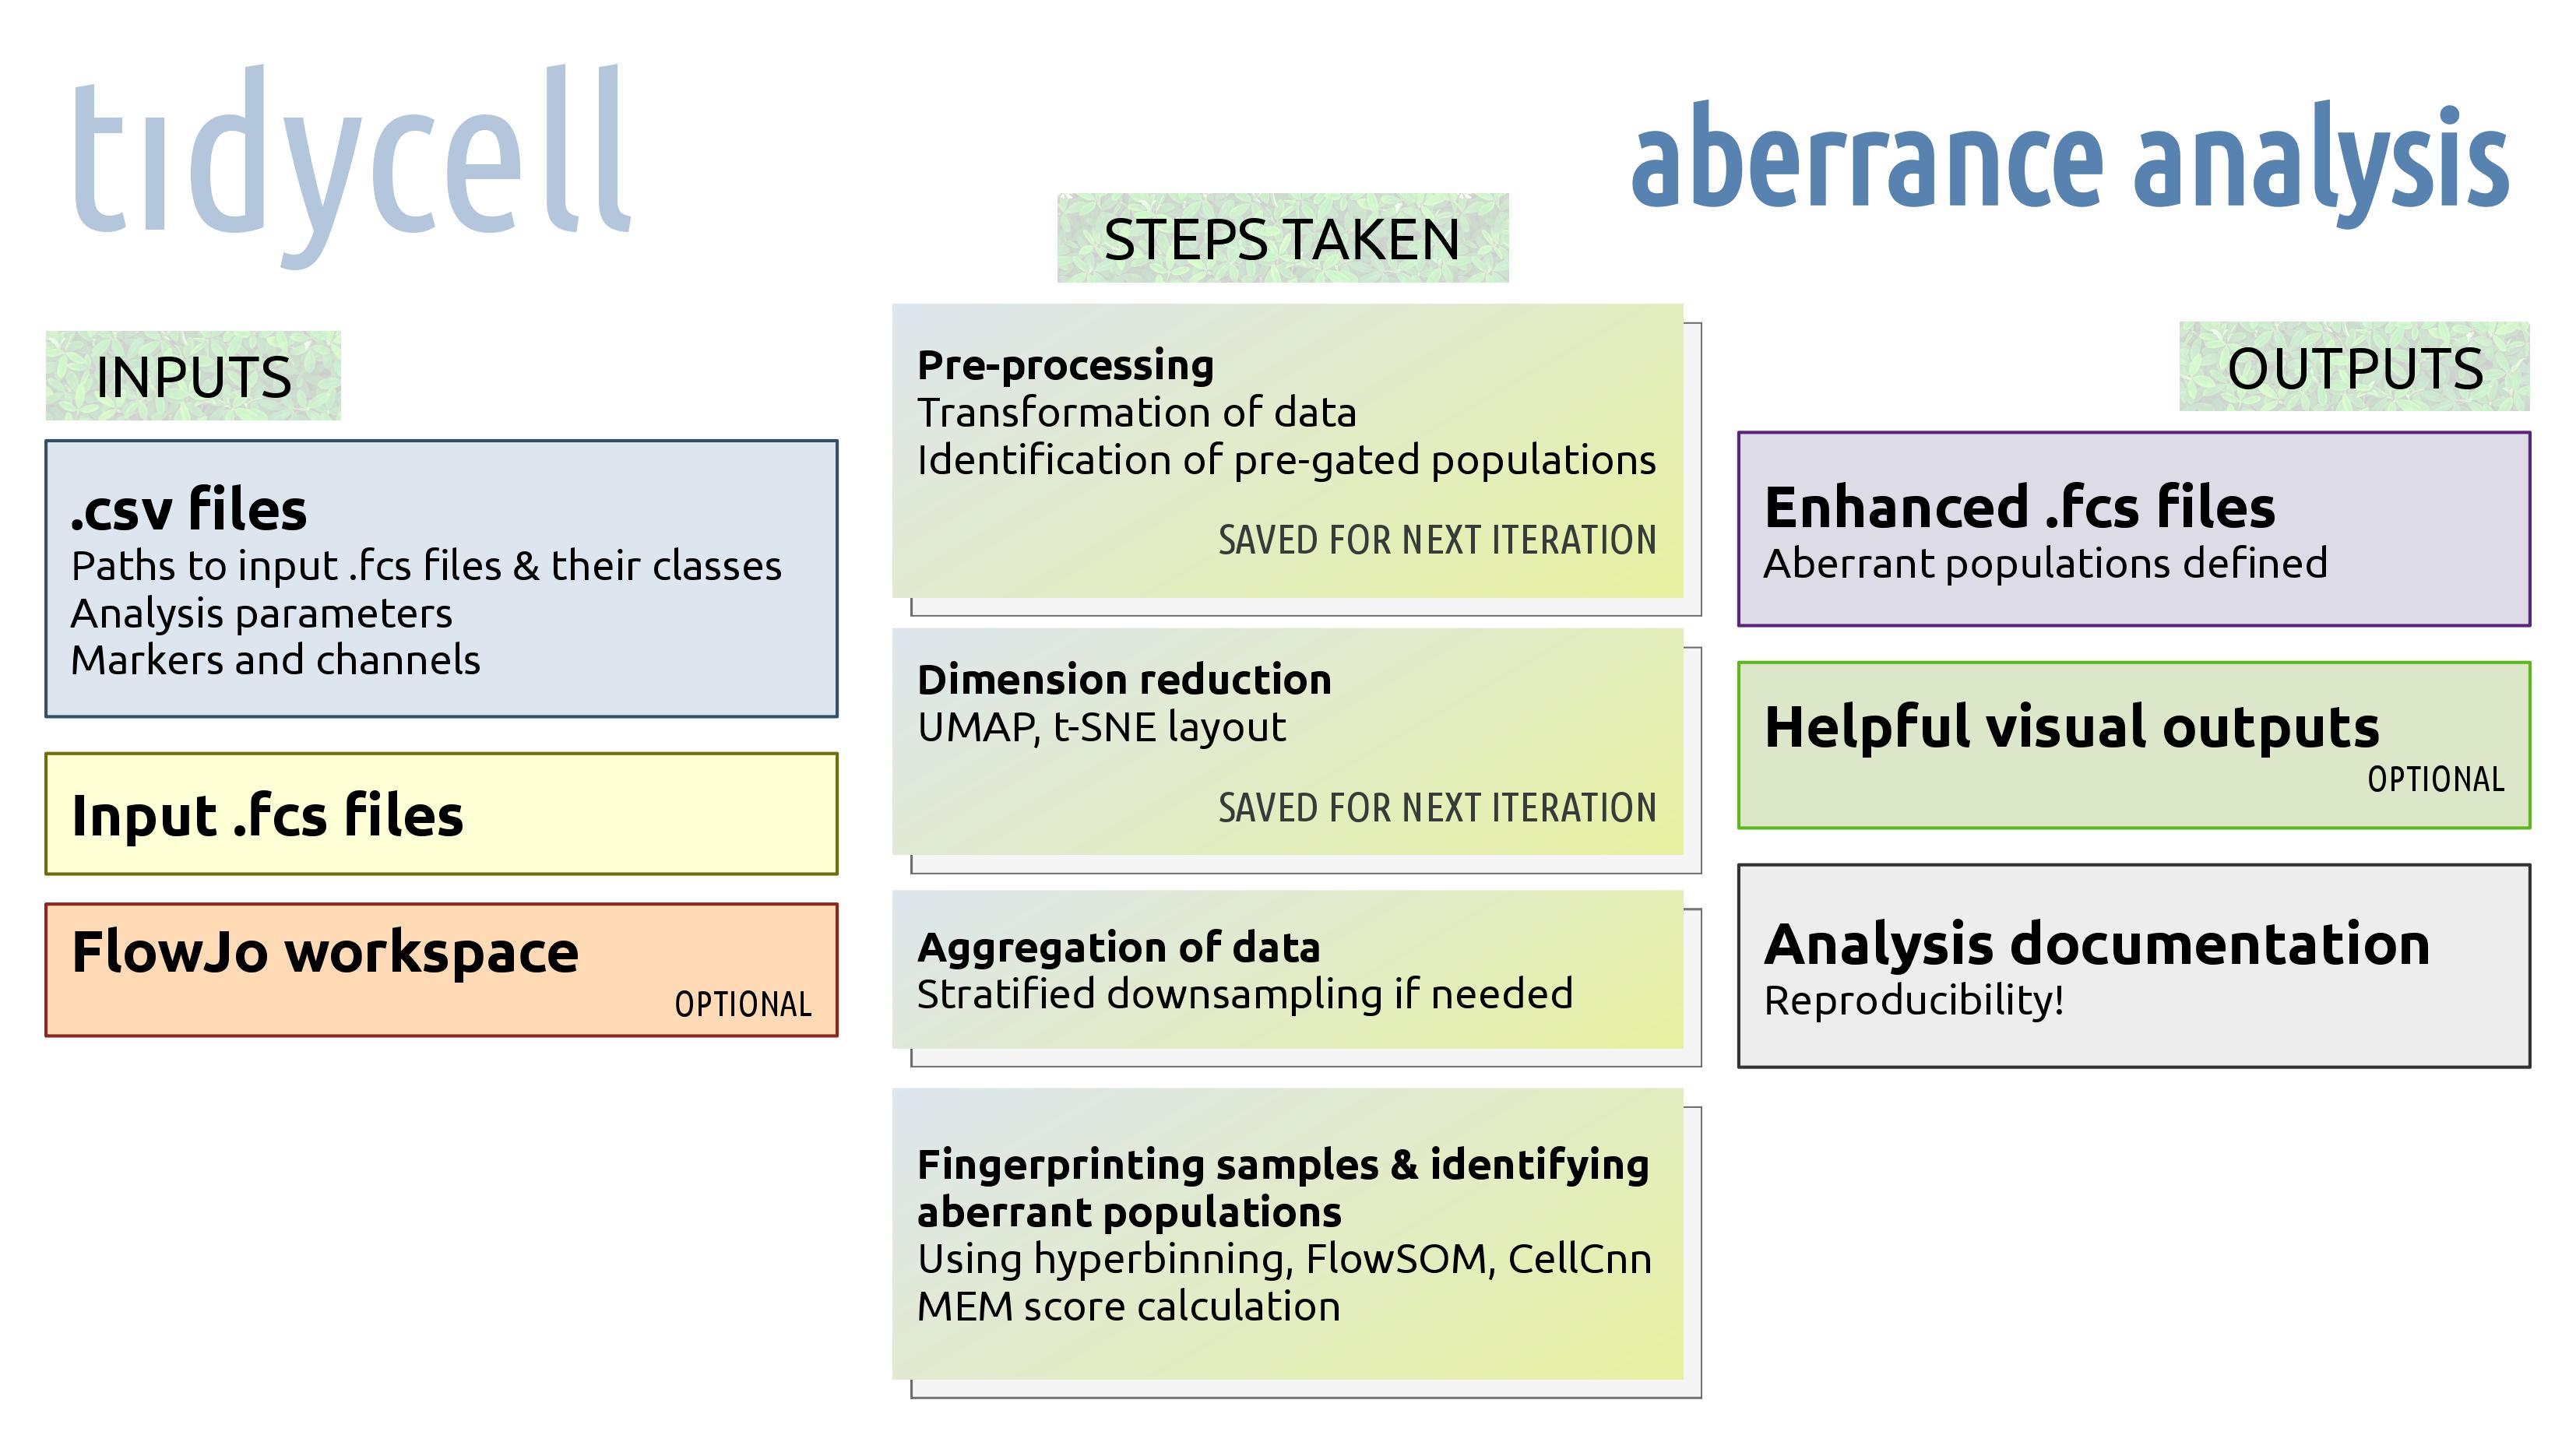 tıdycell
aberrance analysis
INPUTS
.csv files
Paths to input .fcs files & their classes
Analysis parameters
Markers and channels
Input .fcs files
FlowJo workspace
OPTIONAL
STEPS TAKEN
Pre-processing
Transformation of data
Identification of pre-gated populations
SAVED FOR NEXT ITERATION
Dimension reduction
UMAP, t-SNE layout
SAVED FOR NEXT ITERATION
Aggregation of data
Stratified downsampling if needed
Fingerprinting samples & identifying
aberrant populations
Using hyperbinning, FlowSOM, CellCnn
MEM score calculation
OUTPUTS
Enhanced .fcs files
Aberrant populations defined
Helpful visual outputs
OPTIONAL
Analysis documentation
Reproducibility!